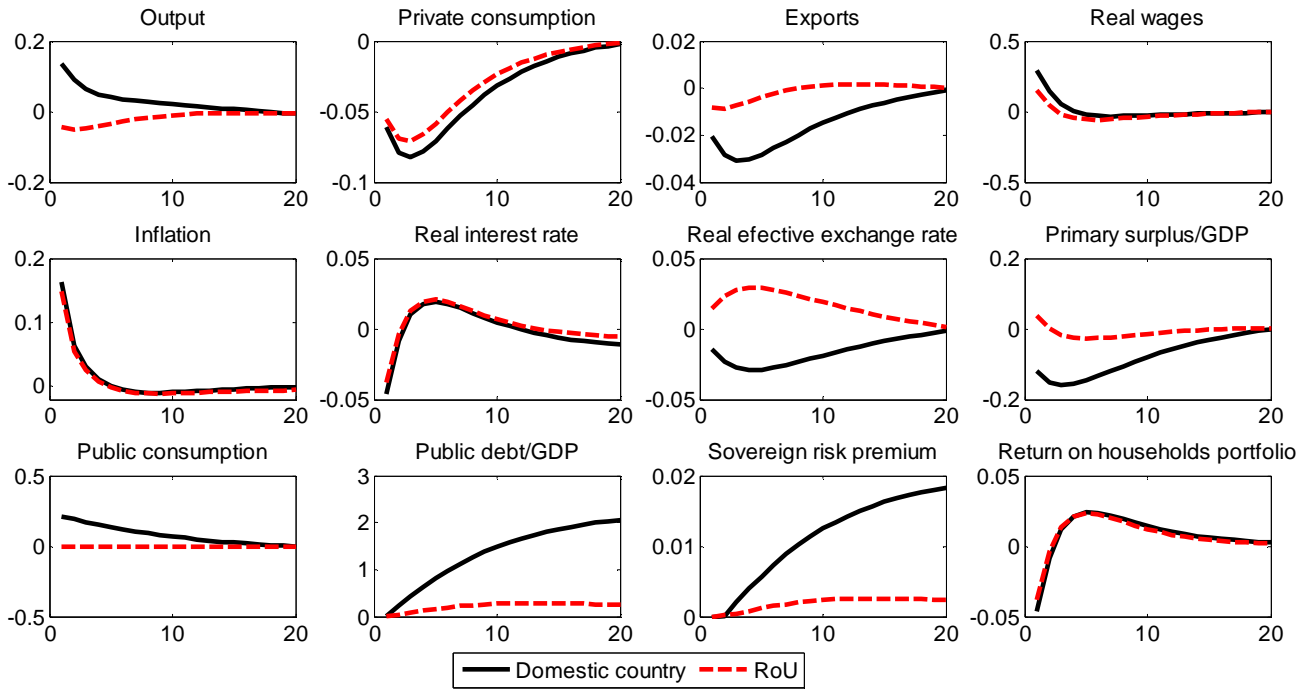 Output
0.2
0
-0.2
0 10 20
Private consumption
0
-0.05
-0.1
0 10 20
Exports
0.02
0
-0.02
-0.04
0 10 20
Real wages
0.5
0
-0.5
0 10 20
Inflation
0.2
0.1
0
0 10 20
Real interest rate
0.05
0
-0.05
0 10 20
Real efective exchange rate
0.05
0
-0.05
0 10 20
Primary surplus/GDP
0.2
0
-0.2
0 10 20
Public consumption
0.5
0
-0.5
0 10 20
Public debt/GDP
3
2
1
0
0 10 20
Sovereign risk premium
0.02
0.01
0
0 10 20
Return on households portfolio
0.05
0
-0.05
0 10 20
Domestic country RoU